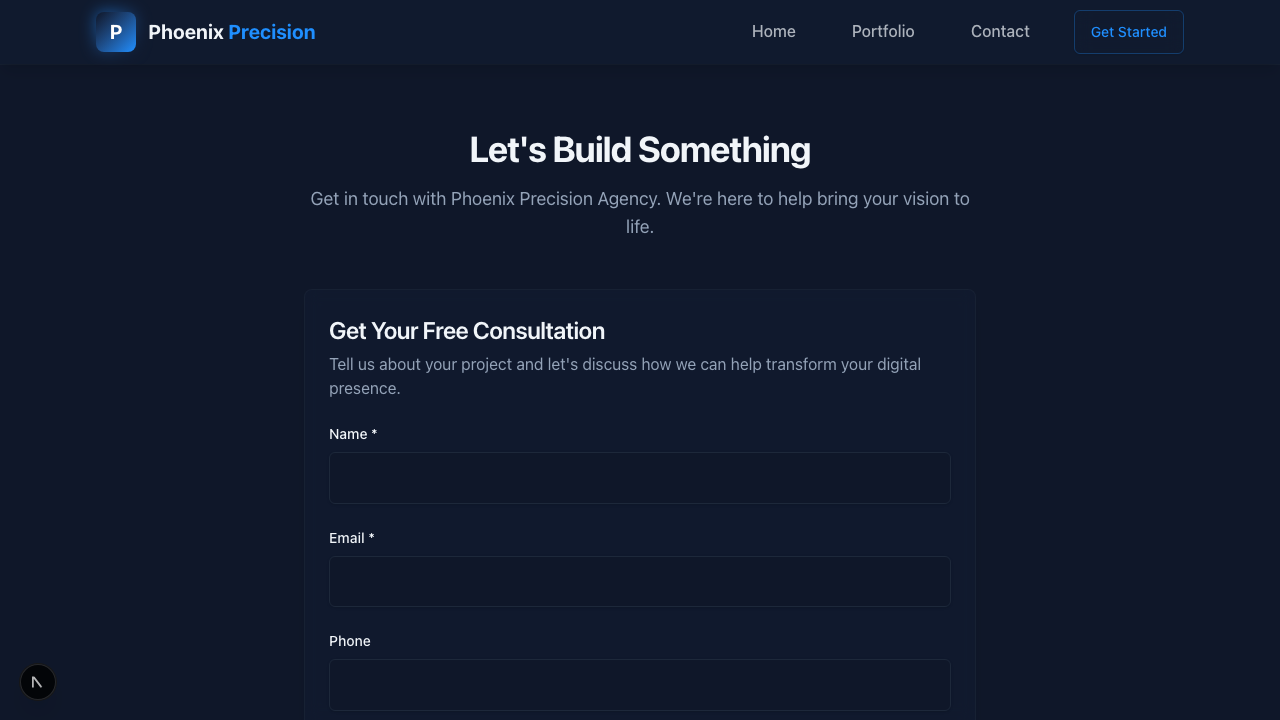 P
Phoenix Precision
Home
Portfolio
Contact
Get Started
Let's Build Something
Get in touch with Phoenix Precision Agency. We're here to help bring your vision to
life.
Get Your Free Consultation
Tell us about your project and let's discuss how we can help transform your digital
presence.
Name *
Email *
Phone